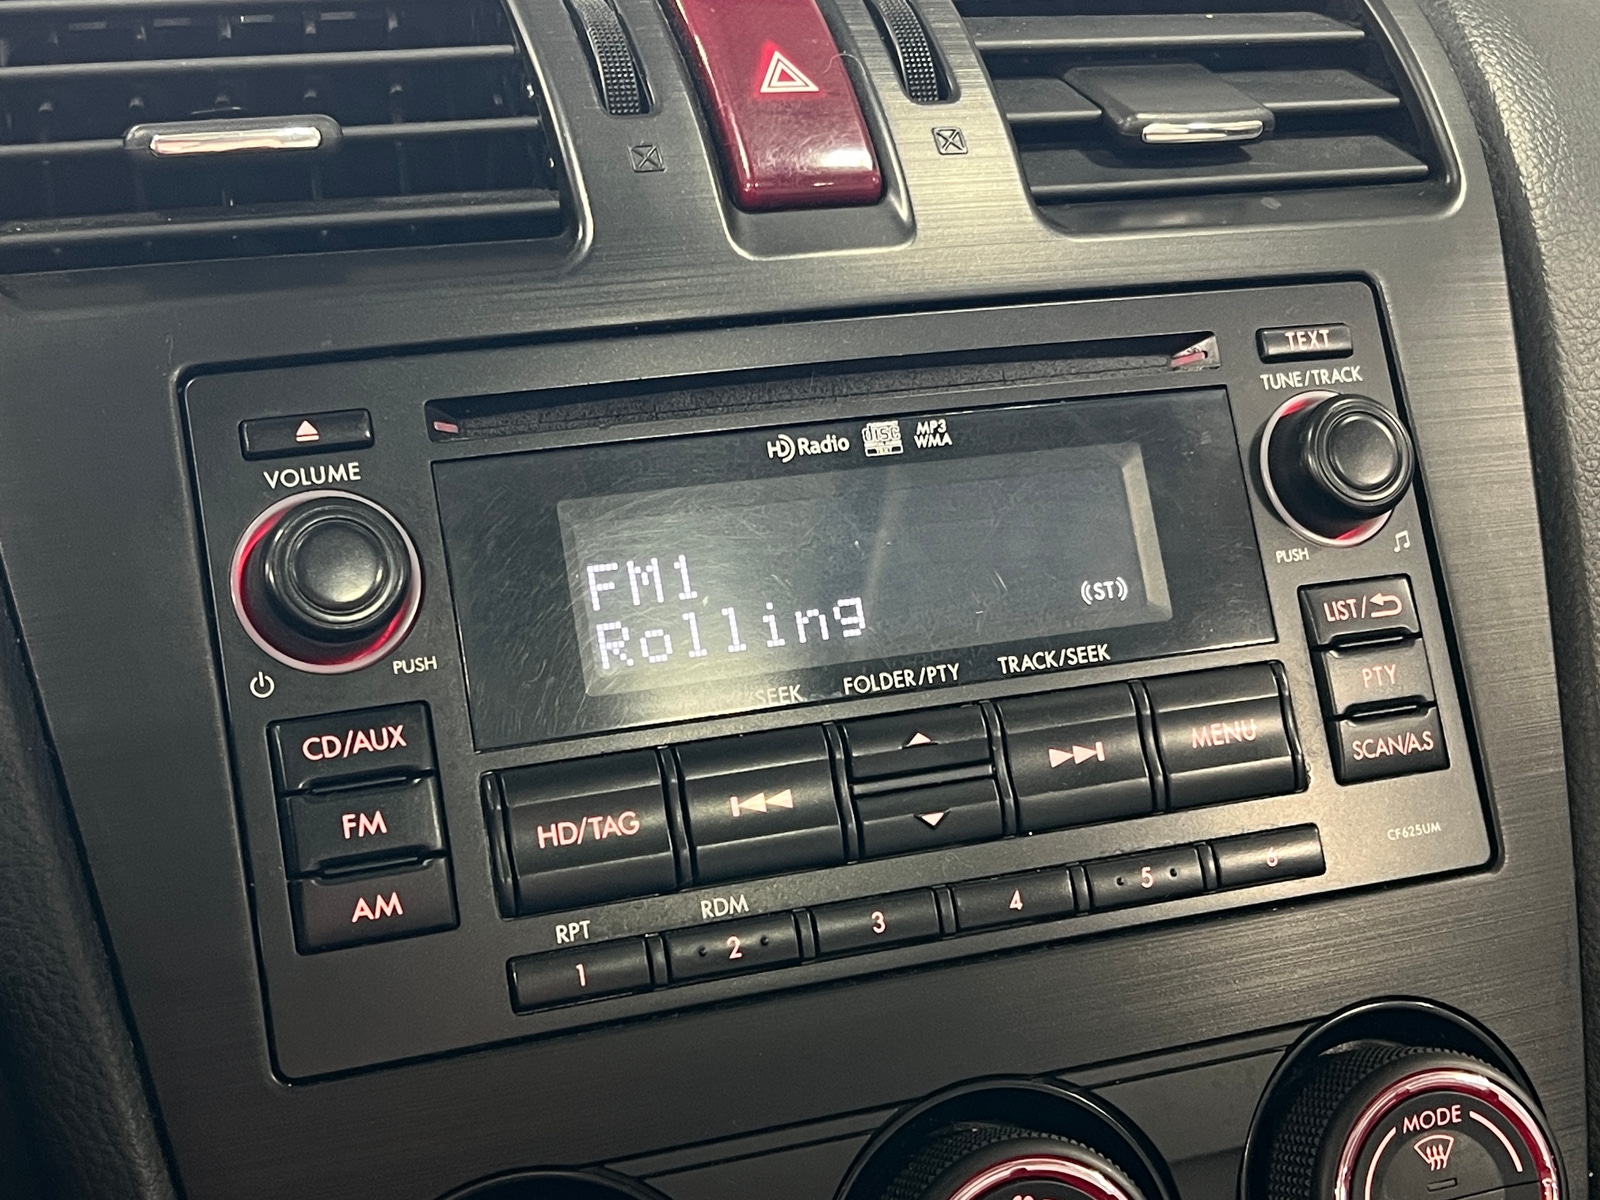 TEXT
TUNE/TRACK
VOLUME
HD Radio
disc
TEXT
MP3
WMA
FM1
Rolling
((ST))
PUSH
PUSH
/SEEK
FOLDER/PTY
TRACK/SEEK
LIST/
PTY
SCAN/A.S
CD/AUX
FM
AM
HD/TAG
MENU
CF625UM
RPT
RDM
1
2
3
4
5
6
MODE